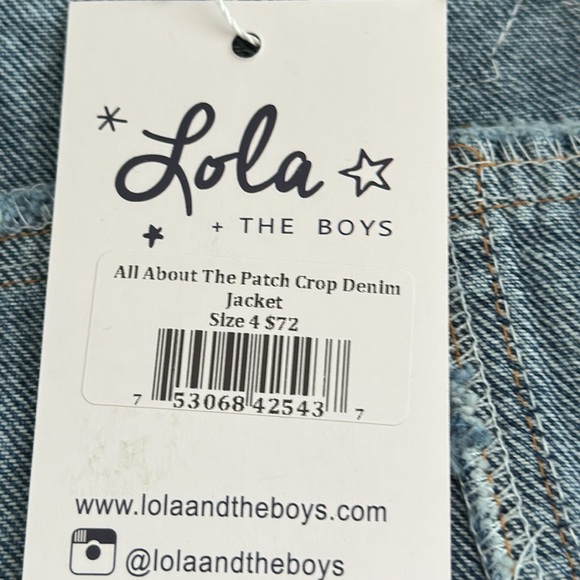 Lola
+ THE BOYS
All About The Patch Crop Denim
Jacket
Size 4 $72
7 53068 42543 7
www.lolaandtheboys.com
@lolaandtheboys